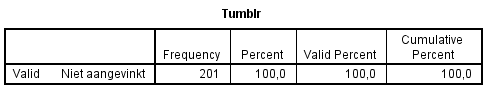 Tumblr
Frequency Percent Valid Percent Cumulative Percent
Valid Niet aangevinkt 201 100,0 100,0 100,0